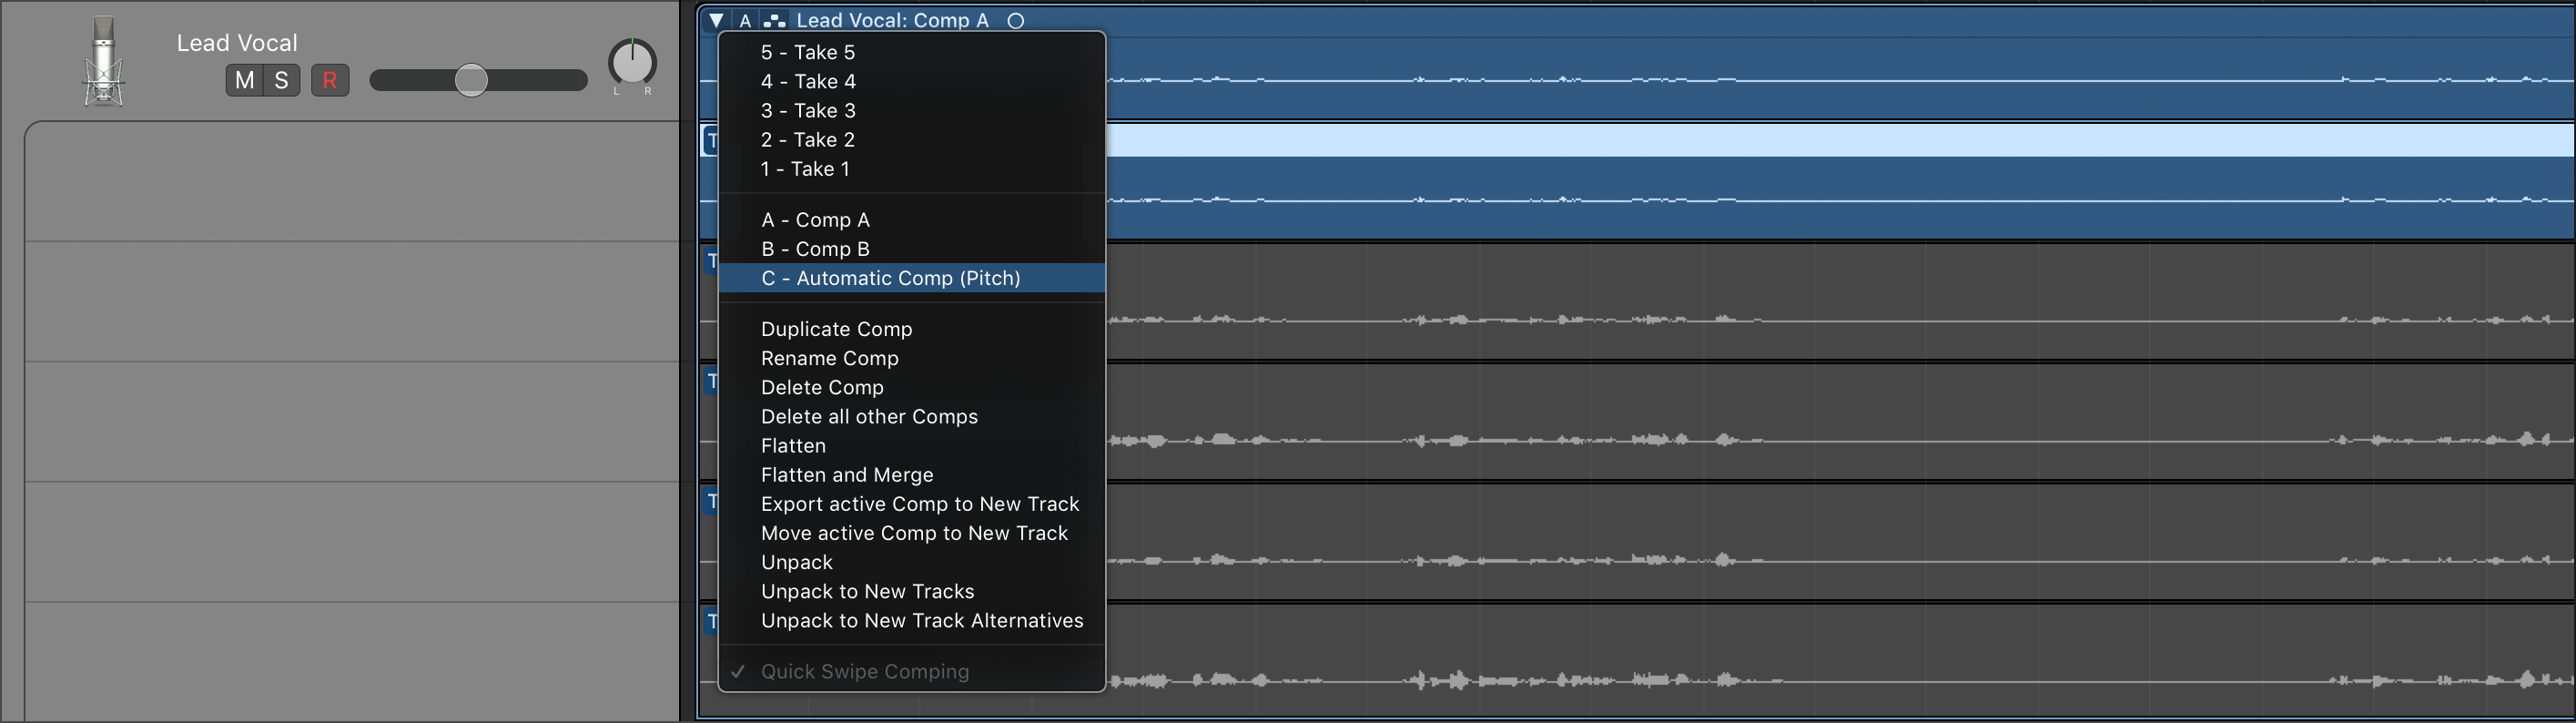 Lead Vocal
M S R
L R
A Lead Vocal: Comp A
5 - Take 5
4 - Take 4
3 - Take 3
2 - Take 2
1 - Take 1
A - Comp A
B - Comp B
C - Automatic Comp (Pitch)
Duplicate Comp
Rename Comp
Delete Comp
Delete all other Comps
Flatten
Flatten and Merge
Export active Comp to New Track
Move active Comp to New Track
Unpack
Unpack to New Tracks
Unpack to New Track Alternatives
✓ Quick Swipe Comping